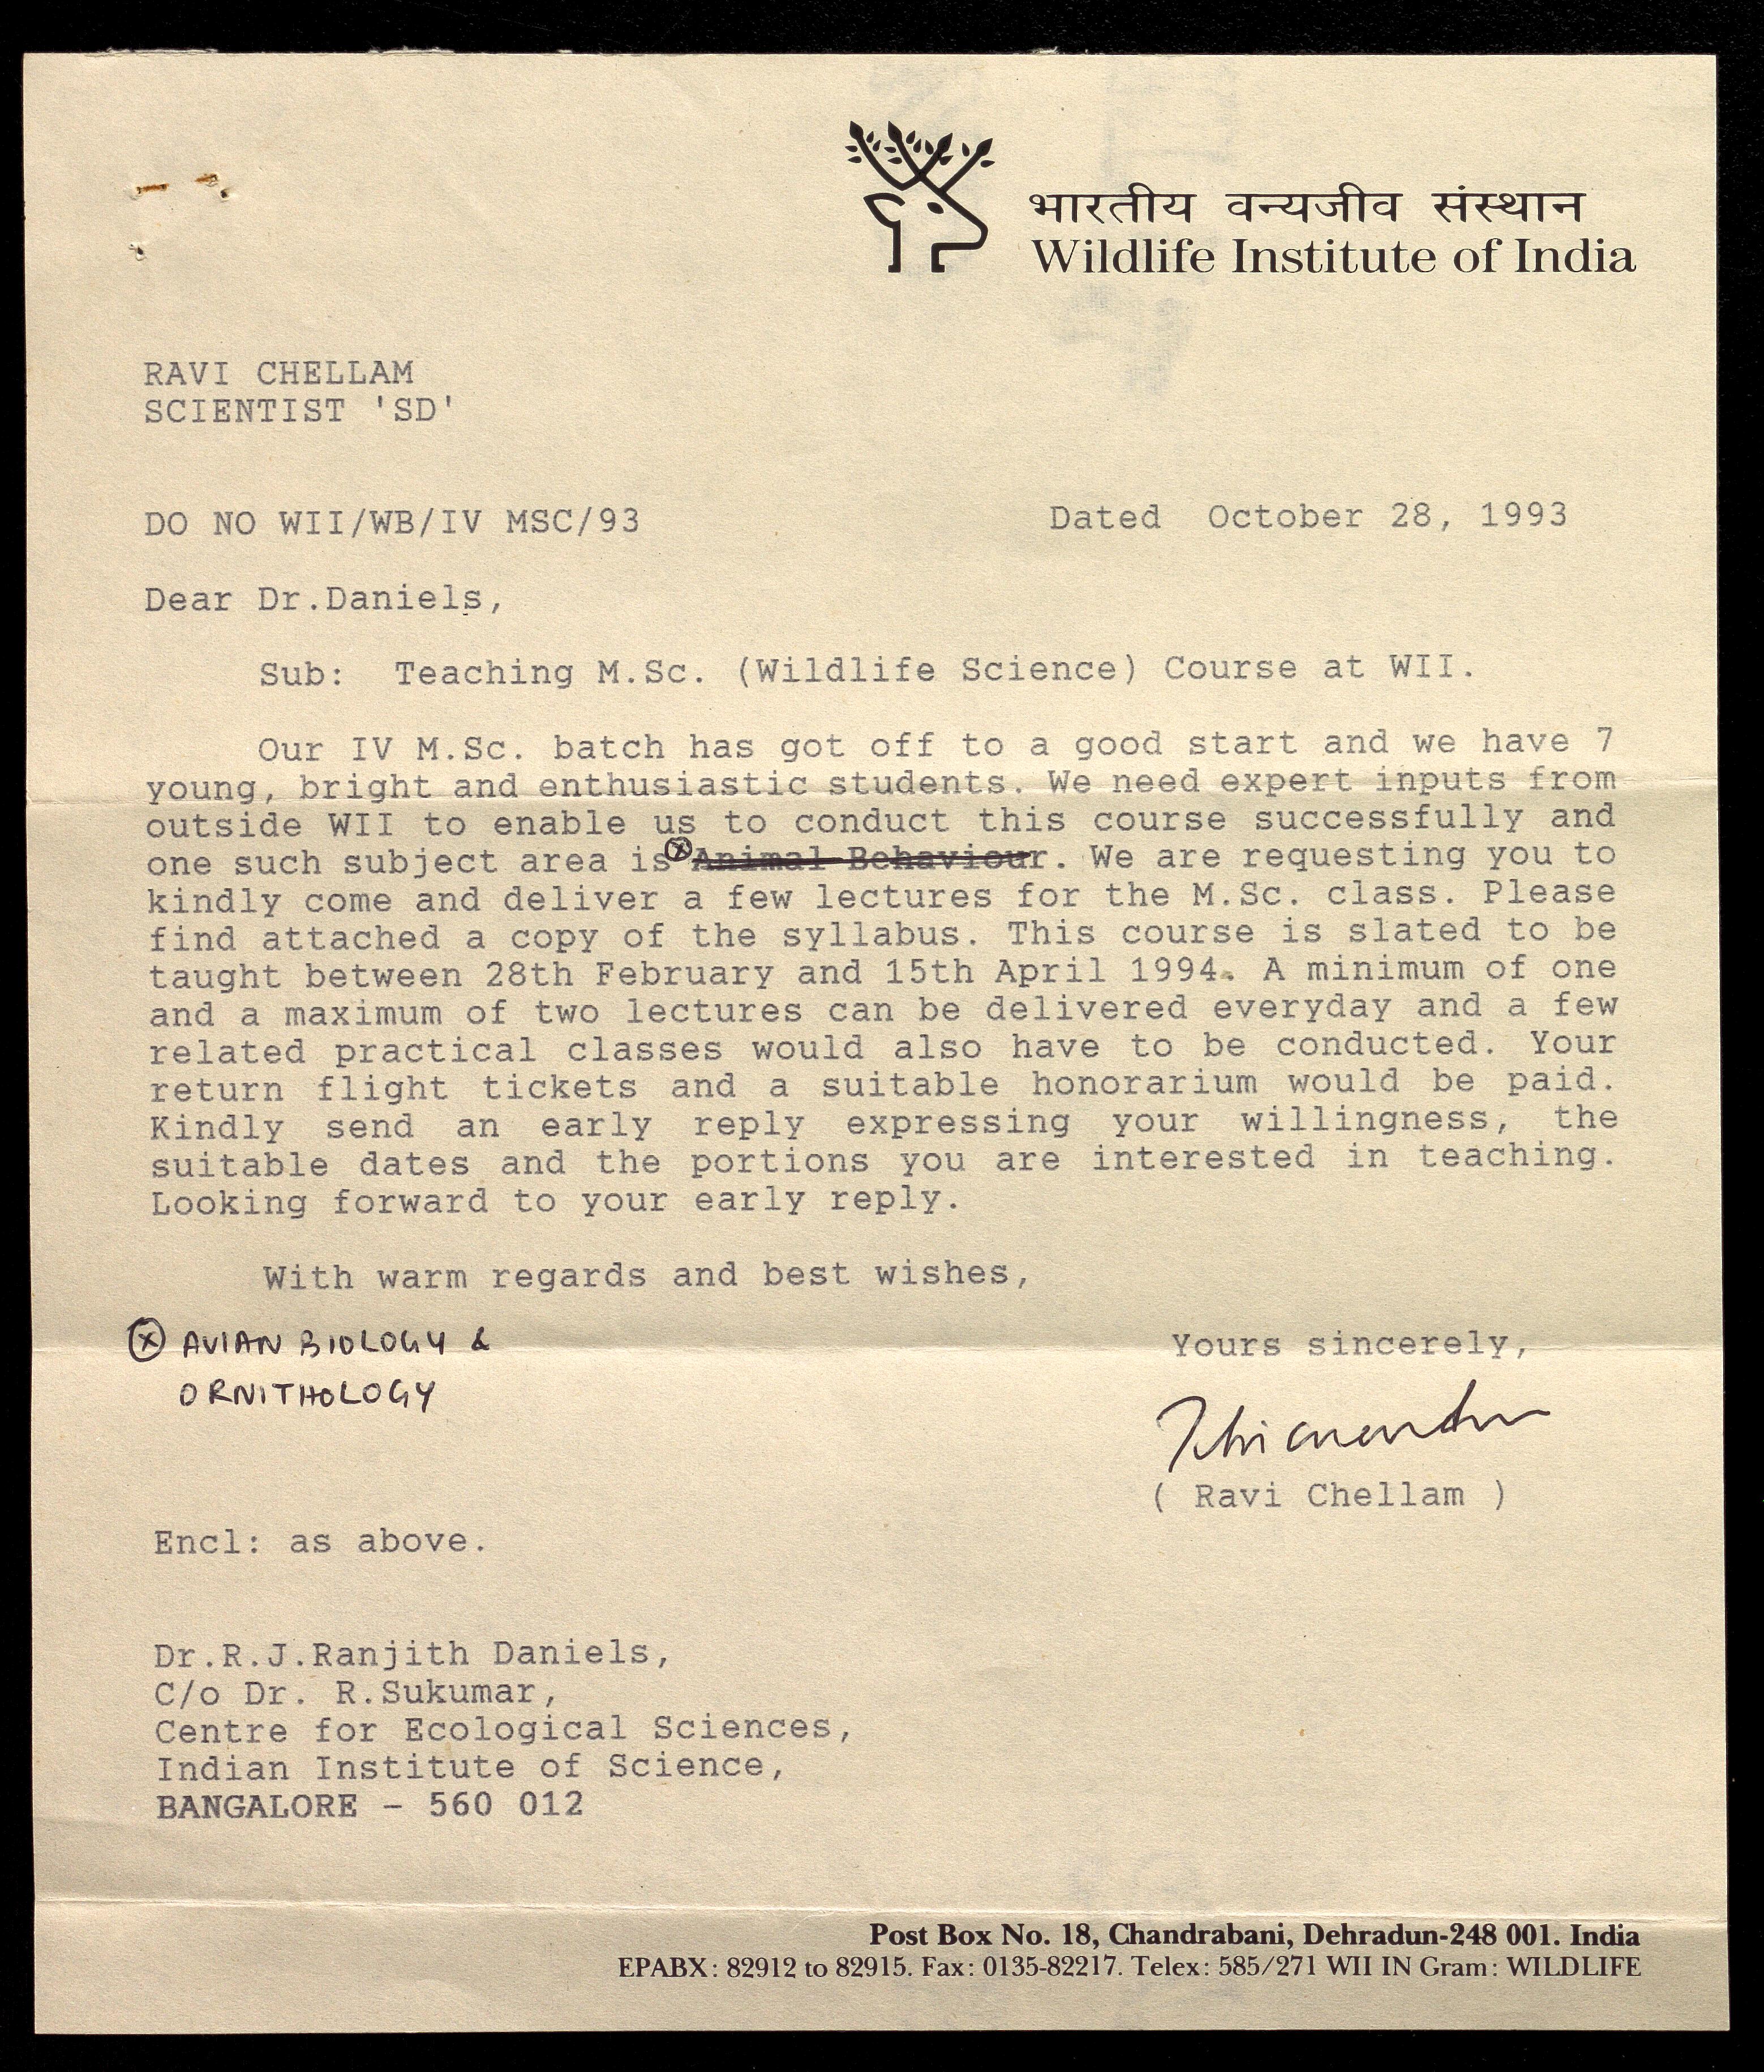 भारतीय वन्यजीव संस्थान
Wildlife Institute of India
RAVI CHELLAM
SCIENTIST 'SD'
DO NO WII/WB/IV MSC/93 Dated October 28, 1993
Dear Dr.Daniels,
Sub: Teaching M.Sc. (Wildlife Science) Course at WII.
Our IV M.Sc. batch has got off to a good start and we have 7
young, bright and enthusiastic students. We need expert inputs from
outside WII to enable us to conduct this course successfully and
one such subject area is ⓧ Animal Behaviour. We are requesting you to
kindly come and deliver a few lectures for the M.Sc. class. Please
find attached a copy of the syllabus. This course is slated to be
taught between 28th February and 15th April 1994. A minimum of one
and a maximum of two lectures can be delivered everyday and a few
related practical classes would also have to be conducted. Your
return flight tickets and a suitable honorarium would be paid.
Kindly send an early reply expressing your willingness, the
suitable dates and the portions you are interested in teaching.
Looking forward to your early reply.
With warm regards and best wishes,
ⓧ AVIAN BIOLOGY &
ORNITHOLOGY
Yours sincerely,
( Ravi Chellam )
Encl: as above.
Dr.R.J.Ranjith Daniels,
C/o Dr. R.Sukumar,
Centre for Ecological Sciences,
Indian Institute of Science,
BANGALORE - 560 012
Post Box No. 18, Chandrabani, Dehradun-248 001. India
EPABX: 82912 to 82915. Fax: 0135-82217. Telex: 585/271 WII IN Gram: WILDLIFE